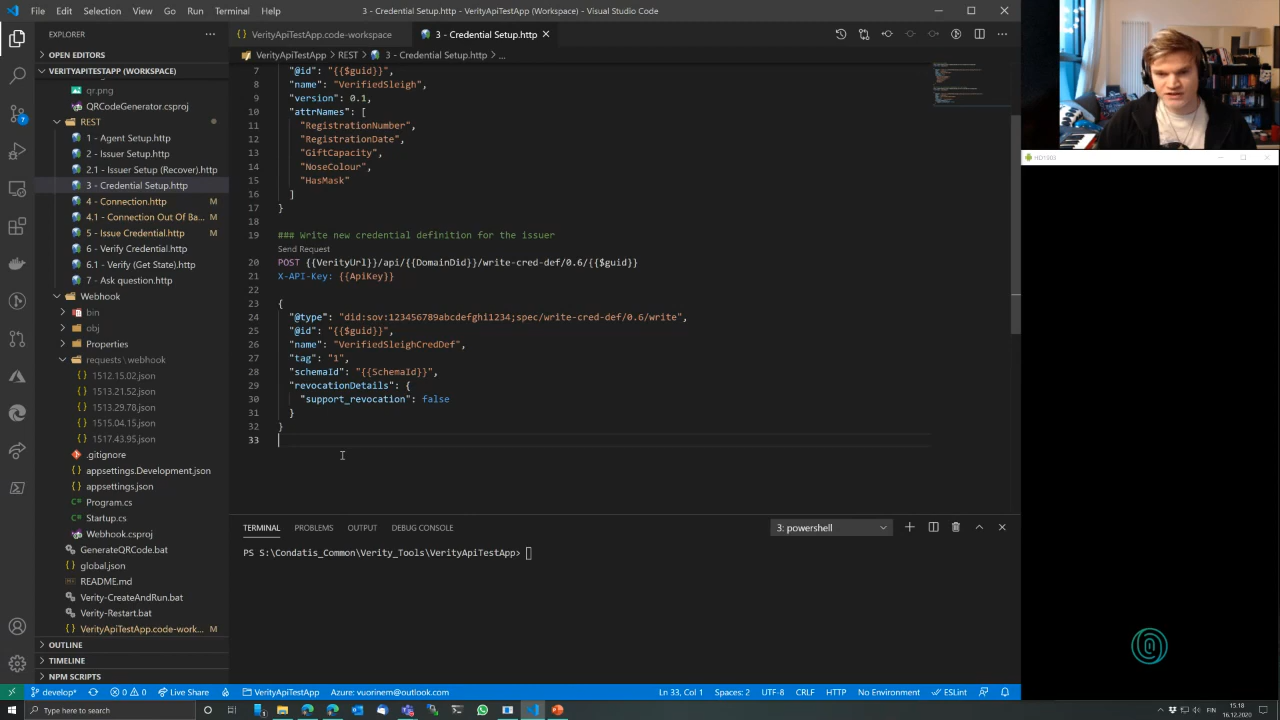 File Edit Selection View Go Run Terminal Help
3 - Credential Setup.http - VerityApiTestApp (Workspace) - Visual Studio Code
EXPLORER
OPEN EDITORS
VERITYAPITESTAPP (WORKSPACE)
qr.png
QRCodeGenerator.csproj
REST
1 - Agent Setup.http
2 - Issuer Setup.http
2.1 - Issuer Setup (Recover).http
3 - Credential Setup.http
4 - Connection.http M
4.1 - Connection Out Of Ba... M
5 - Issue Credential.http M
6 - Verify Credential.http
6.1 - Verify (Get State).http
7 - Ask question.http
Webhook
bin
obj
Properties
requests \ webhook
1512.15.02.json
1513.21.52.json
1513.29.78.json
1515.04.15.json
1517.43.95.json
.gitignore
appsettings.Development.json
appsettings.json
Program.cs
Startup.cs
Webhook.csproj
GenerateQRCode.bat
global.json
README.md
Verity-CreateAndRun.bat
Verity-Restart.bat
VerityApiTestApp.code-work... M
OUTLINE
TIMELINE
NPM SCRIPTS
VerityApiTestApp.code-workspace
3 - Credential Setup.http
VerityApiTestApp > REST > 3 - Credential Setup.http > ...
7 "@id": "{{$guid}}",
8 "name": "VerifiedSleigh",
9 "version": 0.1,
10 "attrNames": [
11 "RegistrationNumber",
12 "RegistrationDate",
13 "GiftCapacity",
14 "NoseColour",
15 "HasMask"
16 ]
17 }
18
19 ### Write new credential definition for the issuer
Send Request
20 POST {{VerityUrl}}/api/{{DomainDid}}/write-cred-def/0.6/{{$guid}}
21 X-API-Key: {{ApiKey}}
22
23 {
24 "@type": "did:sov:123456789abcdefghi1234;spec/write-cred-def/0.6/write",
25 "@id": "{{$guid}}",
26 "name": "VerifiedSleighCredDef",
27 "tag": "1",
28 "schemaId": "{{SchemaId}}",
29 "revocationDetails": {
30 "support_revocation": false
31 }
32 }
33
TERMINAL PROBLEMS OUTPUT DEBUG CONSOLE
3: powershell
PS S:\Condatis_Common\Verity_Tools\VerityApiTestApp>
HD1903
develop* 0 0 Live Share VerityApiTestApp Azure: vuorinem@outlook.com
Ln 33, Col 1 Spaces: 2 UTF-8 CRLF HTTP No Environment ESLint
Type here to search
FIN
15.18
16.12.2020